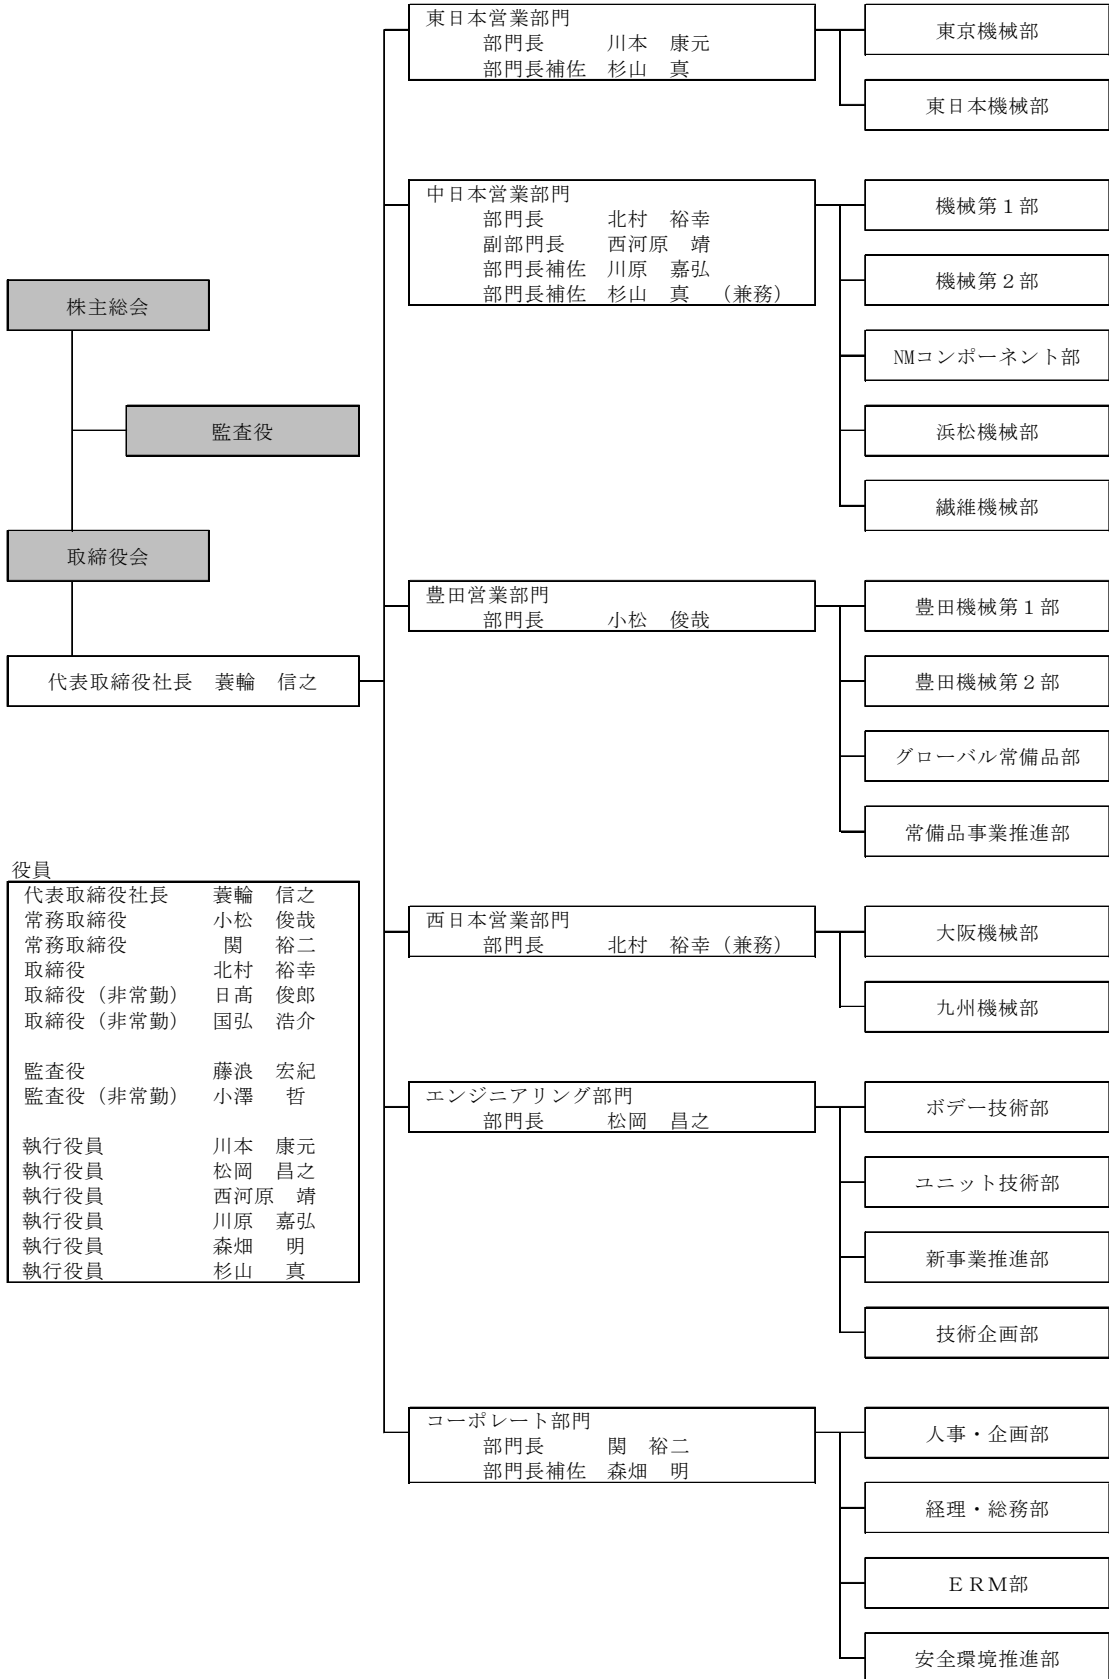 株主総会
監査役
取締役会
代表取締役社長　蓑輪　信之
役員
代表取締役社長　蓑輪　信之
常務取締役　小松　俊哉
常務取締役　関　裕二
取締役　北村　裕幸
取締役（非常勤）　日髙　俊郎
取締役（非常勤）　国弘　浩介
監査役　藤浪　宏紀
監査役（非常勤）　小澤　哲
執行役員　川本　康元
執行役員　松岡　昌之
執行役員　西河原　靖
執行役員　川原　嘉弘
執行役員　森畑　明
執行役員　杉山　真
東日本営業部門
部門長　川本　康元
部門長補佐　杉山　真
東京機械部
東日本機械部
中日本営業部門
部門長　北村　裕幸
副部門長　西河原　靖
部門長補佐　川原　嘉弘
部門長補佐　杉山　真　（兼務）
機械第１部
機械第２部
NMコンポーネント部
浜松機械部
繊維機械部
豊田営業部門
部門長　小松　俊哉
豊田機械第１部
豊田機械第２部
グローバル常備品部
常備品事業推進部
西日本営業部門
部門長　北村　裕幸（兼務）
大阪機械部
九州機械部
エンジニアリング部門
部門長　松岡　昌之
ボデー技術部
ユニット技術部
新事業推進部
技術企画部
コーポレート部門
部門長　関　裕二
部門長補佐　森畑　明
人事・企画部
経理・総務部
ＥＲＭ部
安全環境推進部